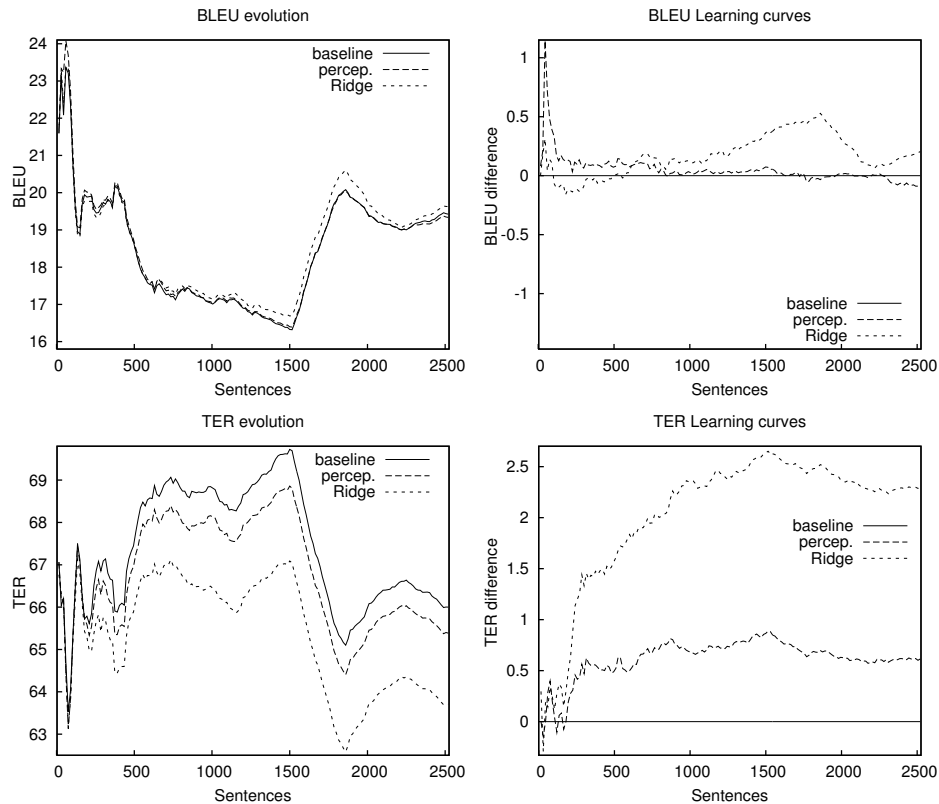 BLEU evolution
24
23
22
21
20
19
18
17
16
BLEU
baseline
percep.
Ridge
0
500
1000
1500
2000
2500
Sentences
BLEU Learning curves
1
0.5
0
-0.5
-1
BLEU difference
baseline
percep.
Ridge
0
500
1000
1500
2000
2500
Sentences
TER evolution
69
68
67
66
65
64
63
TER
baseline
percep.
Ridge
0
500
1000
1500
2000
2500
Sentences
TER Learning curves
2.5
2
1.5
1
0.5
0
TER difference
baseline
percep.
Ridge
0
500
1000
1500
2000
2500
Sentences